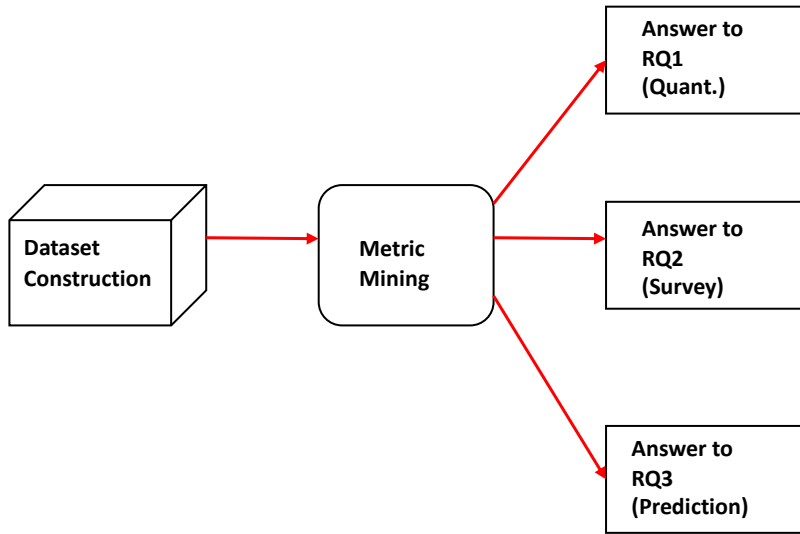 Answer to
RQ1
(Quant.)
Dataset
Construction
Metric
Mining
Answer to
RQ2
(Survey)
Answer to
RQ3
(Prediction)